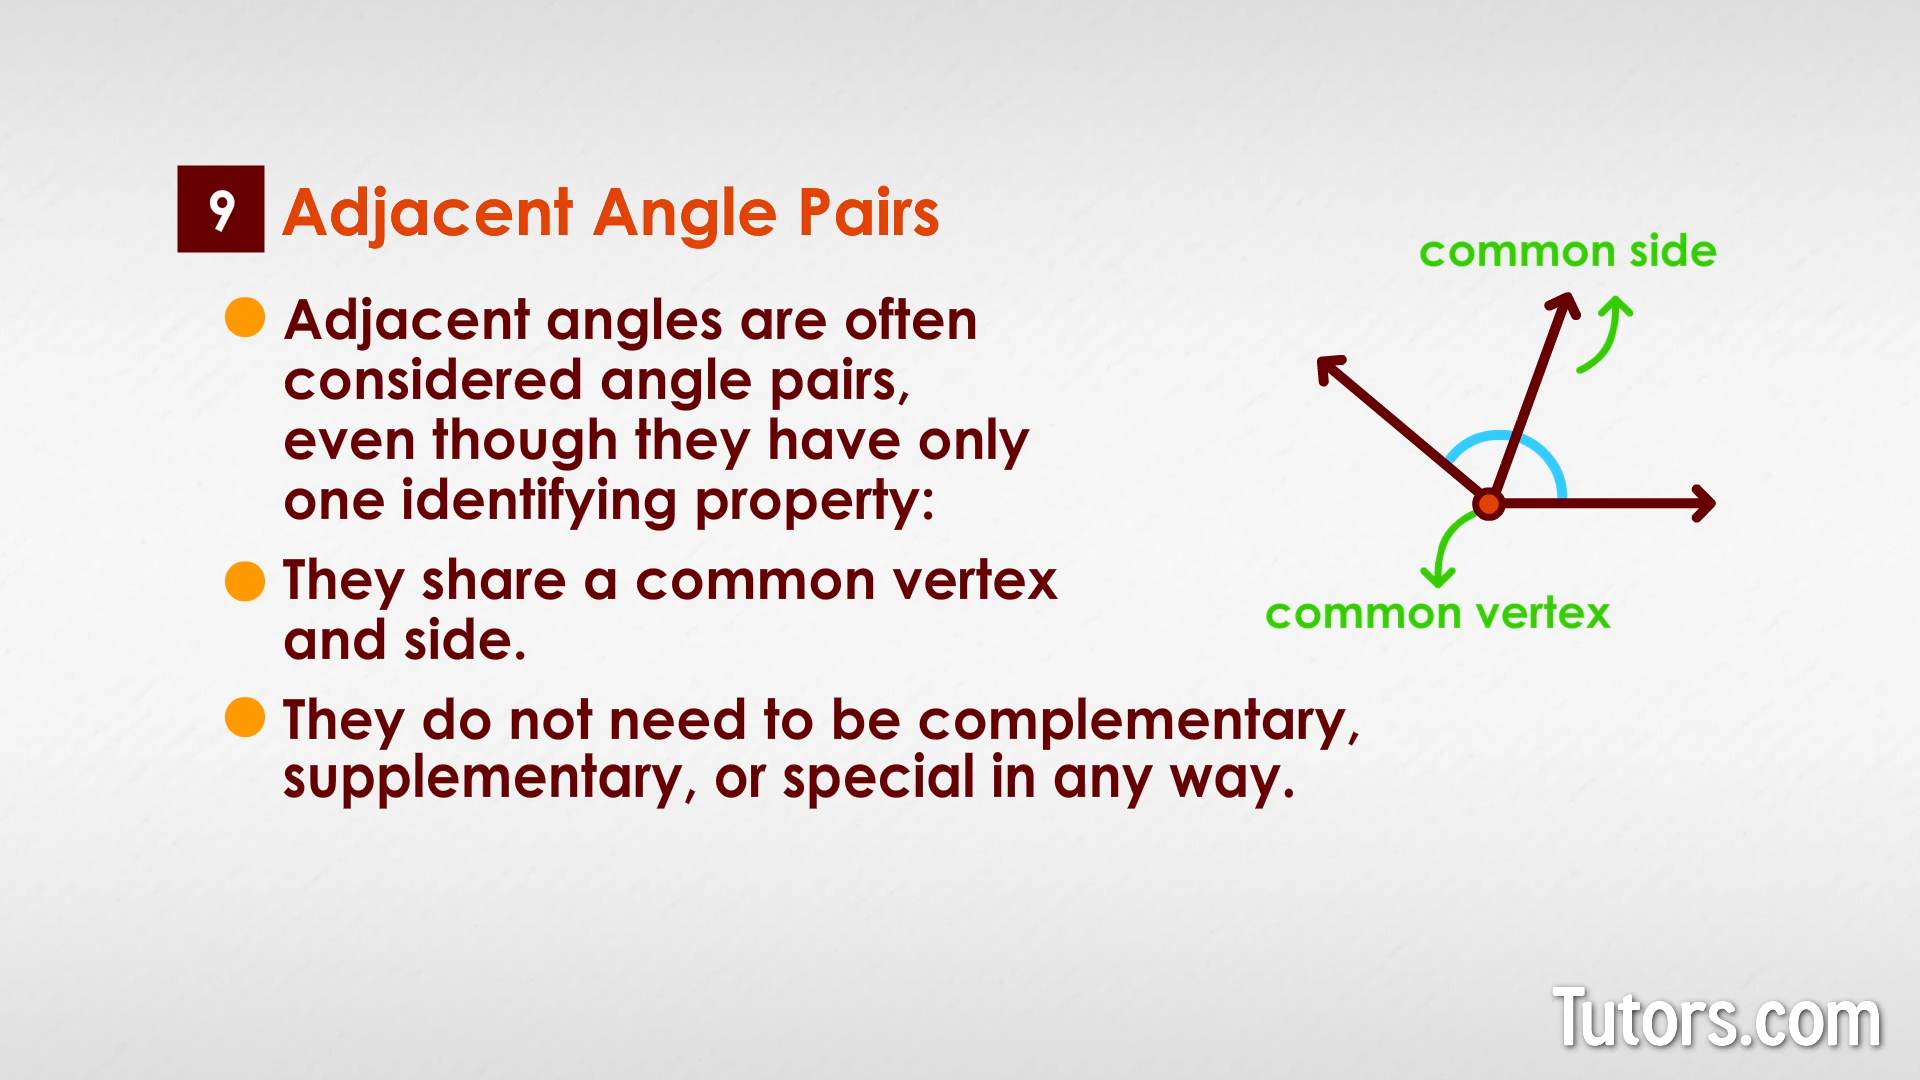 9 Adjacent Angle Pairs
Adjacent angles are often
considered angle pairs,
even though they have only
one identifying property:
They share a common vertex
and side.
They do not need to be complementary,
supplementary, or special in any way.
common side
common vertex
Tutors.com